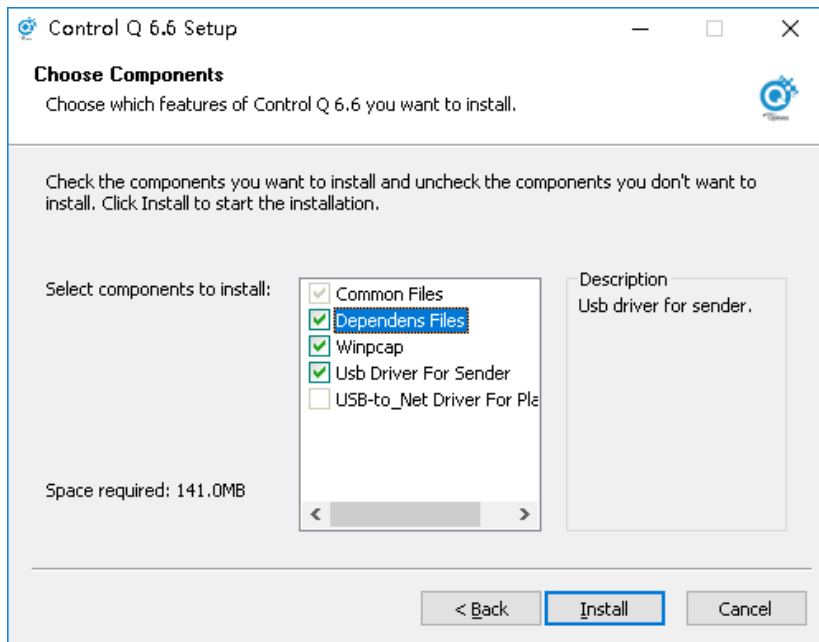 Control Q 6.6 Setup
Choose Components
Choose which features of Control Q 6.6 you want to install.
Check the components you want to install and uncheck the components you don't want to
install. Click Install to start the installation.
Select components to install:
Common Files
Dependens Files
Winpcap
Usb Driver For Sender
USB-to_Net Driver For Pla
Description
Usb driver for sender.
Space required: 141.0MB
< Back
Install
Cancel